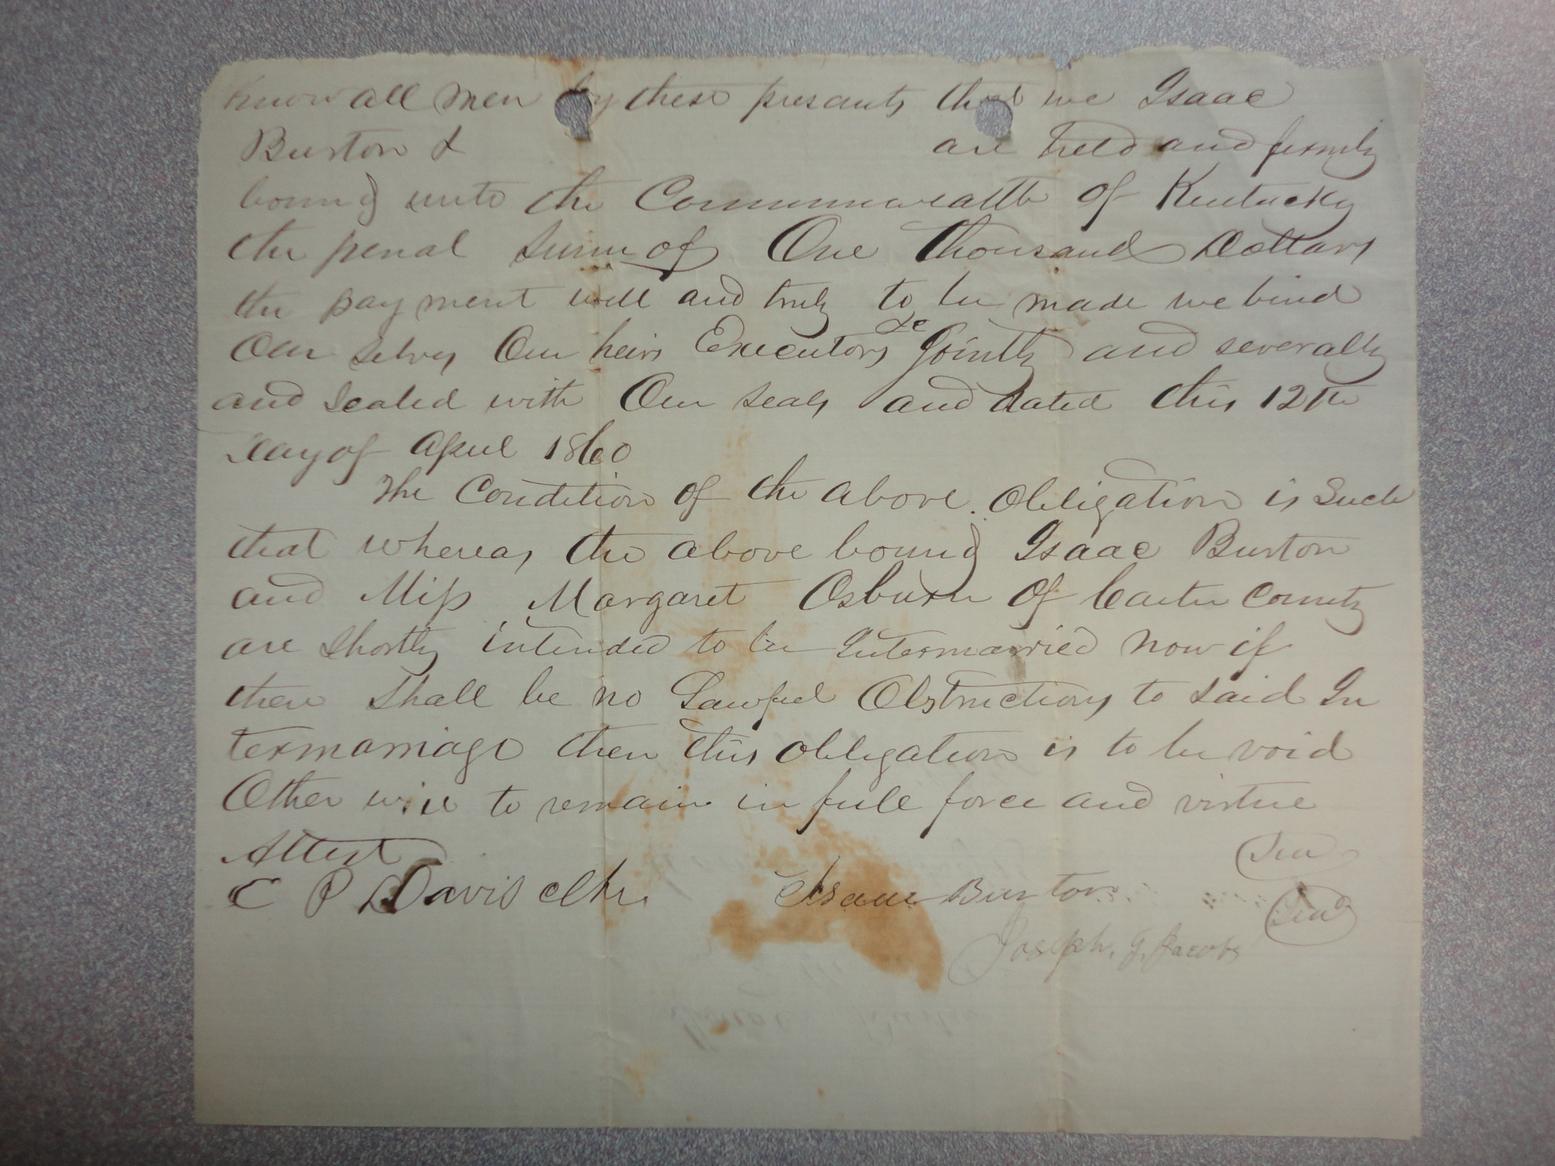 Know all men by these presants that we Isaac
Burton & are held and firmly
bound unto the Commonwealth of Kentucky
the penal Sum of One Thousand Dollars
the pay ment well and truly to be made we bind
Our selves Our heirs Executors &c Jointly and severally
and Sealed with Our seals and dated this 12th
Day of April 1860
The Condition of the above Obligation is Such
that whereas the above bound Isaac Burton
and Miss Margaret Osburn Of Carter County
are Shortly intended to be Intermarried now if
there shall be no Lawful Obstructions to said In
termarriage then this obligation is to be void
Other wise to remain in full force and virtue
Attest Seal
C P Davis clk. Isaac Burton Seal
Joseph. G. Jacobs